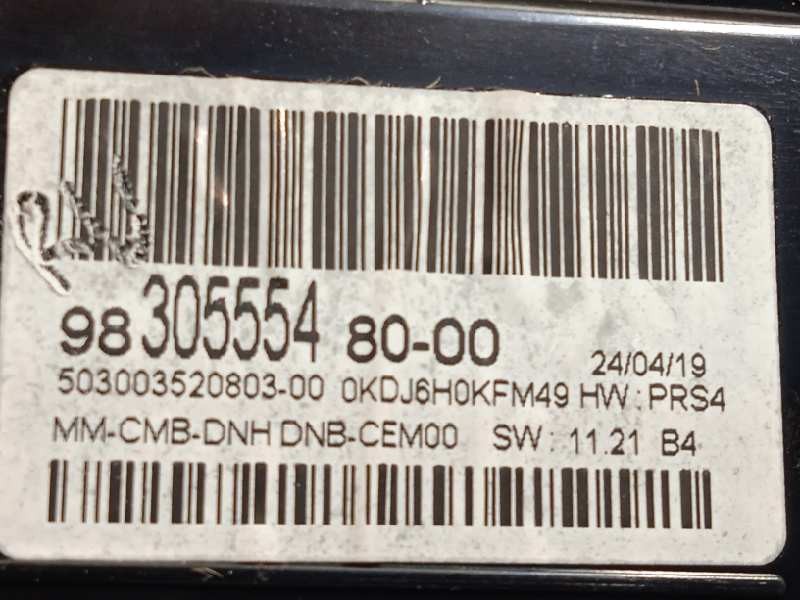 98 305554 80-00 24/04/19
503003520803-00 0KDJ6H0KFM49 HW: PRS4
MM-CMB-DNH DNB-CEM00 SW: 11.21 B4